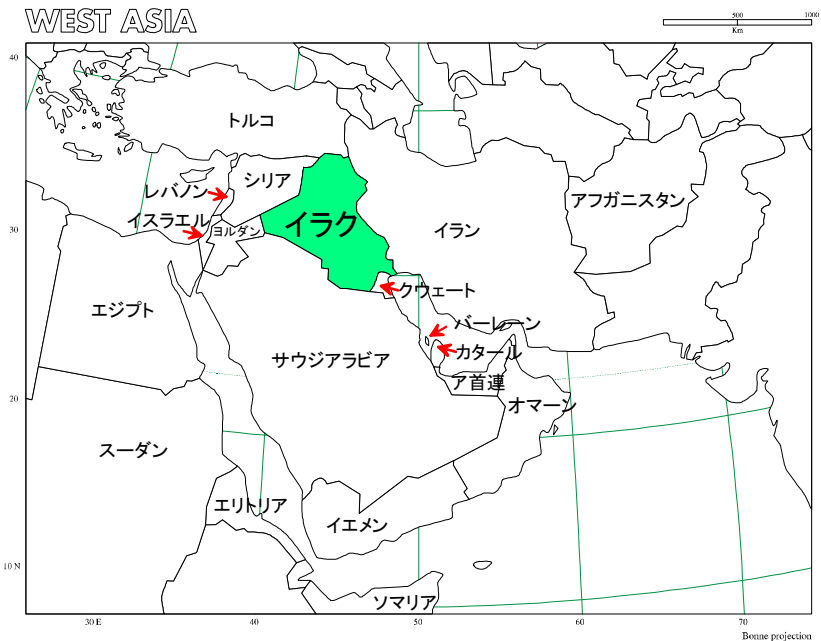 WEST ASIA
500
1000
Km
40
トルコ
シリア
レバノン
アフガニスタン
イスラエル
イラク
ヨルダン
イラン
30
クウェート
エジプト
バーレーン
カタール
サウジアラビア
ア首連
20
オマーン
スーダン
エリトリア
イエメン
10 N
ソマリア
30 E
40
50
60
70
Bonne projection